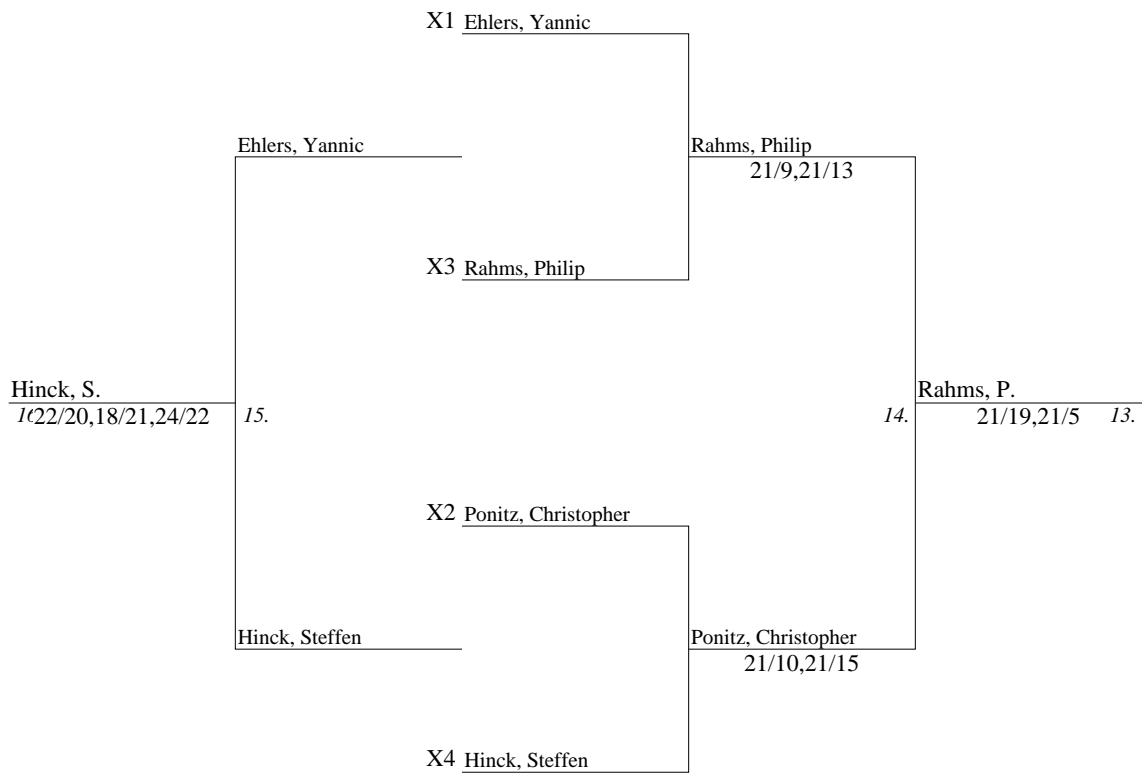 X1 Ehlers, Yannic
Ehlers, Yannic
Rahms, Philip
21/9,21/13
X3 Rahms, Philip
Hinck, S.
22/20,18/21,24/22
15.
14.
Rahms, P.
21/19,21/5
13.
X2 Ponitz, Christopher
Hinck, Steffen
Ponitz, Christopher
21/10,21/15
X4 Hinck, Steffen